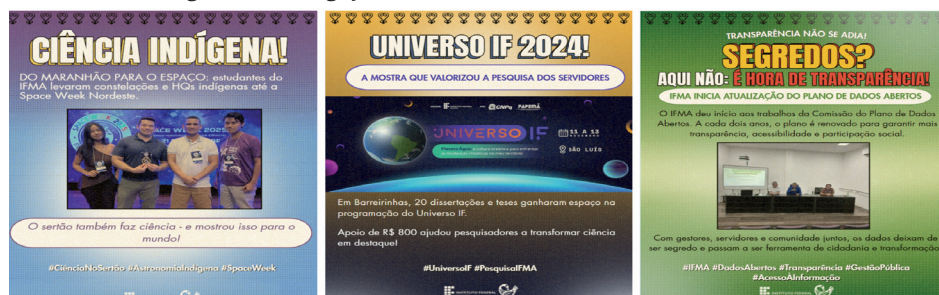 CIÊNCIA INDÍGENA!
DO MARANHÃO PARA O ESPAÇO: estudantes do
IFMA levaram constelações e HQs indígenas até a
Space Week Nordeste.
O sertão também faz ciência - e mostrou isso para o
mundo!
#CiênciaNoSertão #AstronomiaIndígena #SpaceWeek
UNIVERSO IF 2024!
A MOSTRA QUE VALORIZOU A PESQUISA DOS SERVIDORES
CNPq FAPEMA
UNIVERSO IF
11 A 13
SÃO LUÍS
Em Barreirinhas, 20 dissertações e teses ganharam espaço na
programação do Universo IF.
Apoio de R$ 800 ajudou pesquisadores a transformar ciência
em destaque!
#UniversoIF #PesquisaIFMA
INSTITUTO FEDERAL
TRANSPARÊNCIA NÃO SE ADIA!
SEGREDOS?
AQUI NÃO: É HORA DE TRANSPARÊNCIA!
IFMA INICIA ATUALIZAÇÃO DO PLANO DE DADOS ABERTOS
O IFMA deu início aos trabalhos da Comissão do Plano de Dados
Abertos. A cada dois anos, o plano é renovado para garantir mais
transparência, acessibilidade e participação social.
Com gestores, servidores e comunidade juntos, os dados deixam de
ser segredo e passam a ser ferramenta de cidadania e transformação
#IFMA #DadosAbertos #Transparência #GestãoPública
#AcessoAInformação